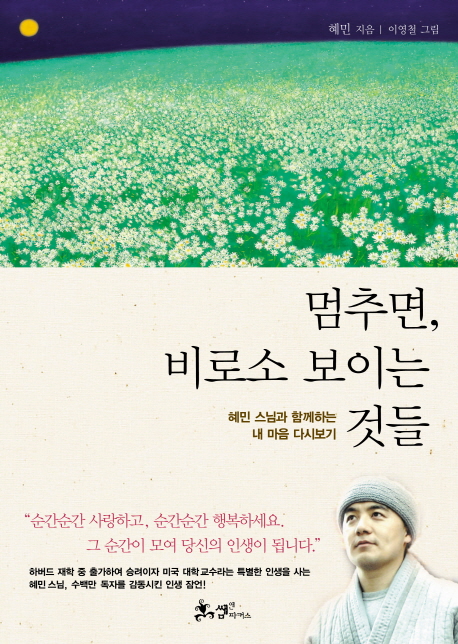 혜민 지음 | 이영철 그림
멈추면,
비로소 보이는
것들
혜민 스님과 함께하는
내 마음 다시보기
“순간순간 사랑하고, 순간순간 행복하세요.
그 순간이 모여 당신의 인생이 됩니다.”
하버드 재학 중 출가하여 승려이자 미국 대학교수라는 특별한 인생을 사는
혜민 스님, 수백만 독자를 감동시킨 인생 잠언!
쌤앤파커스